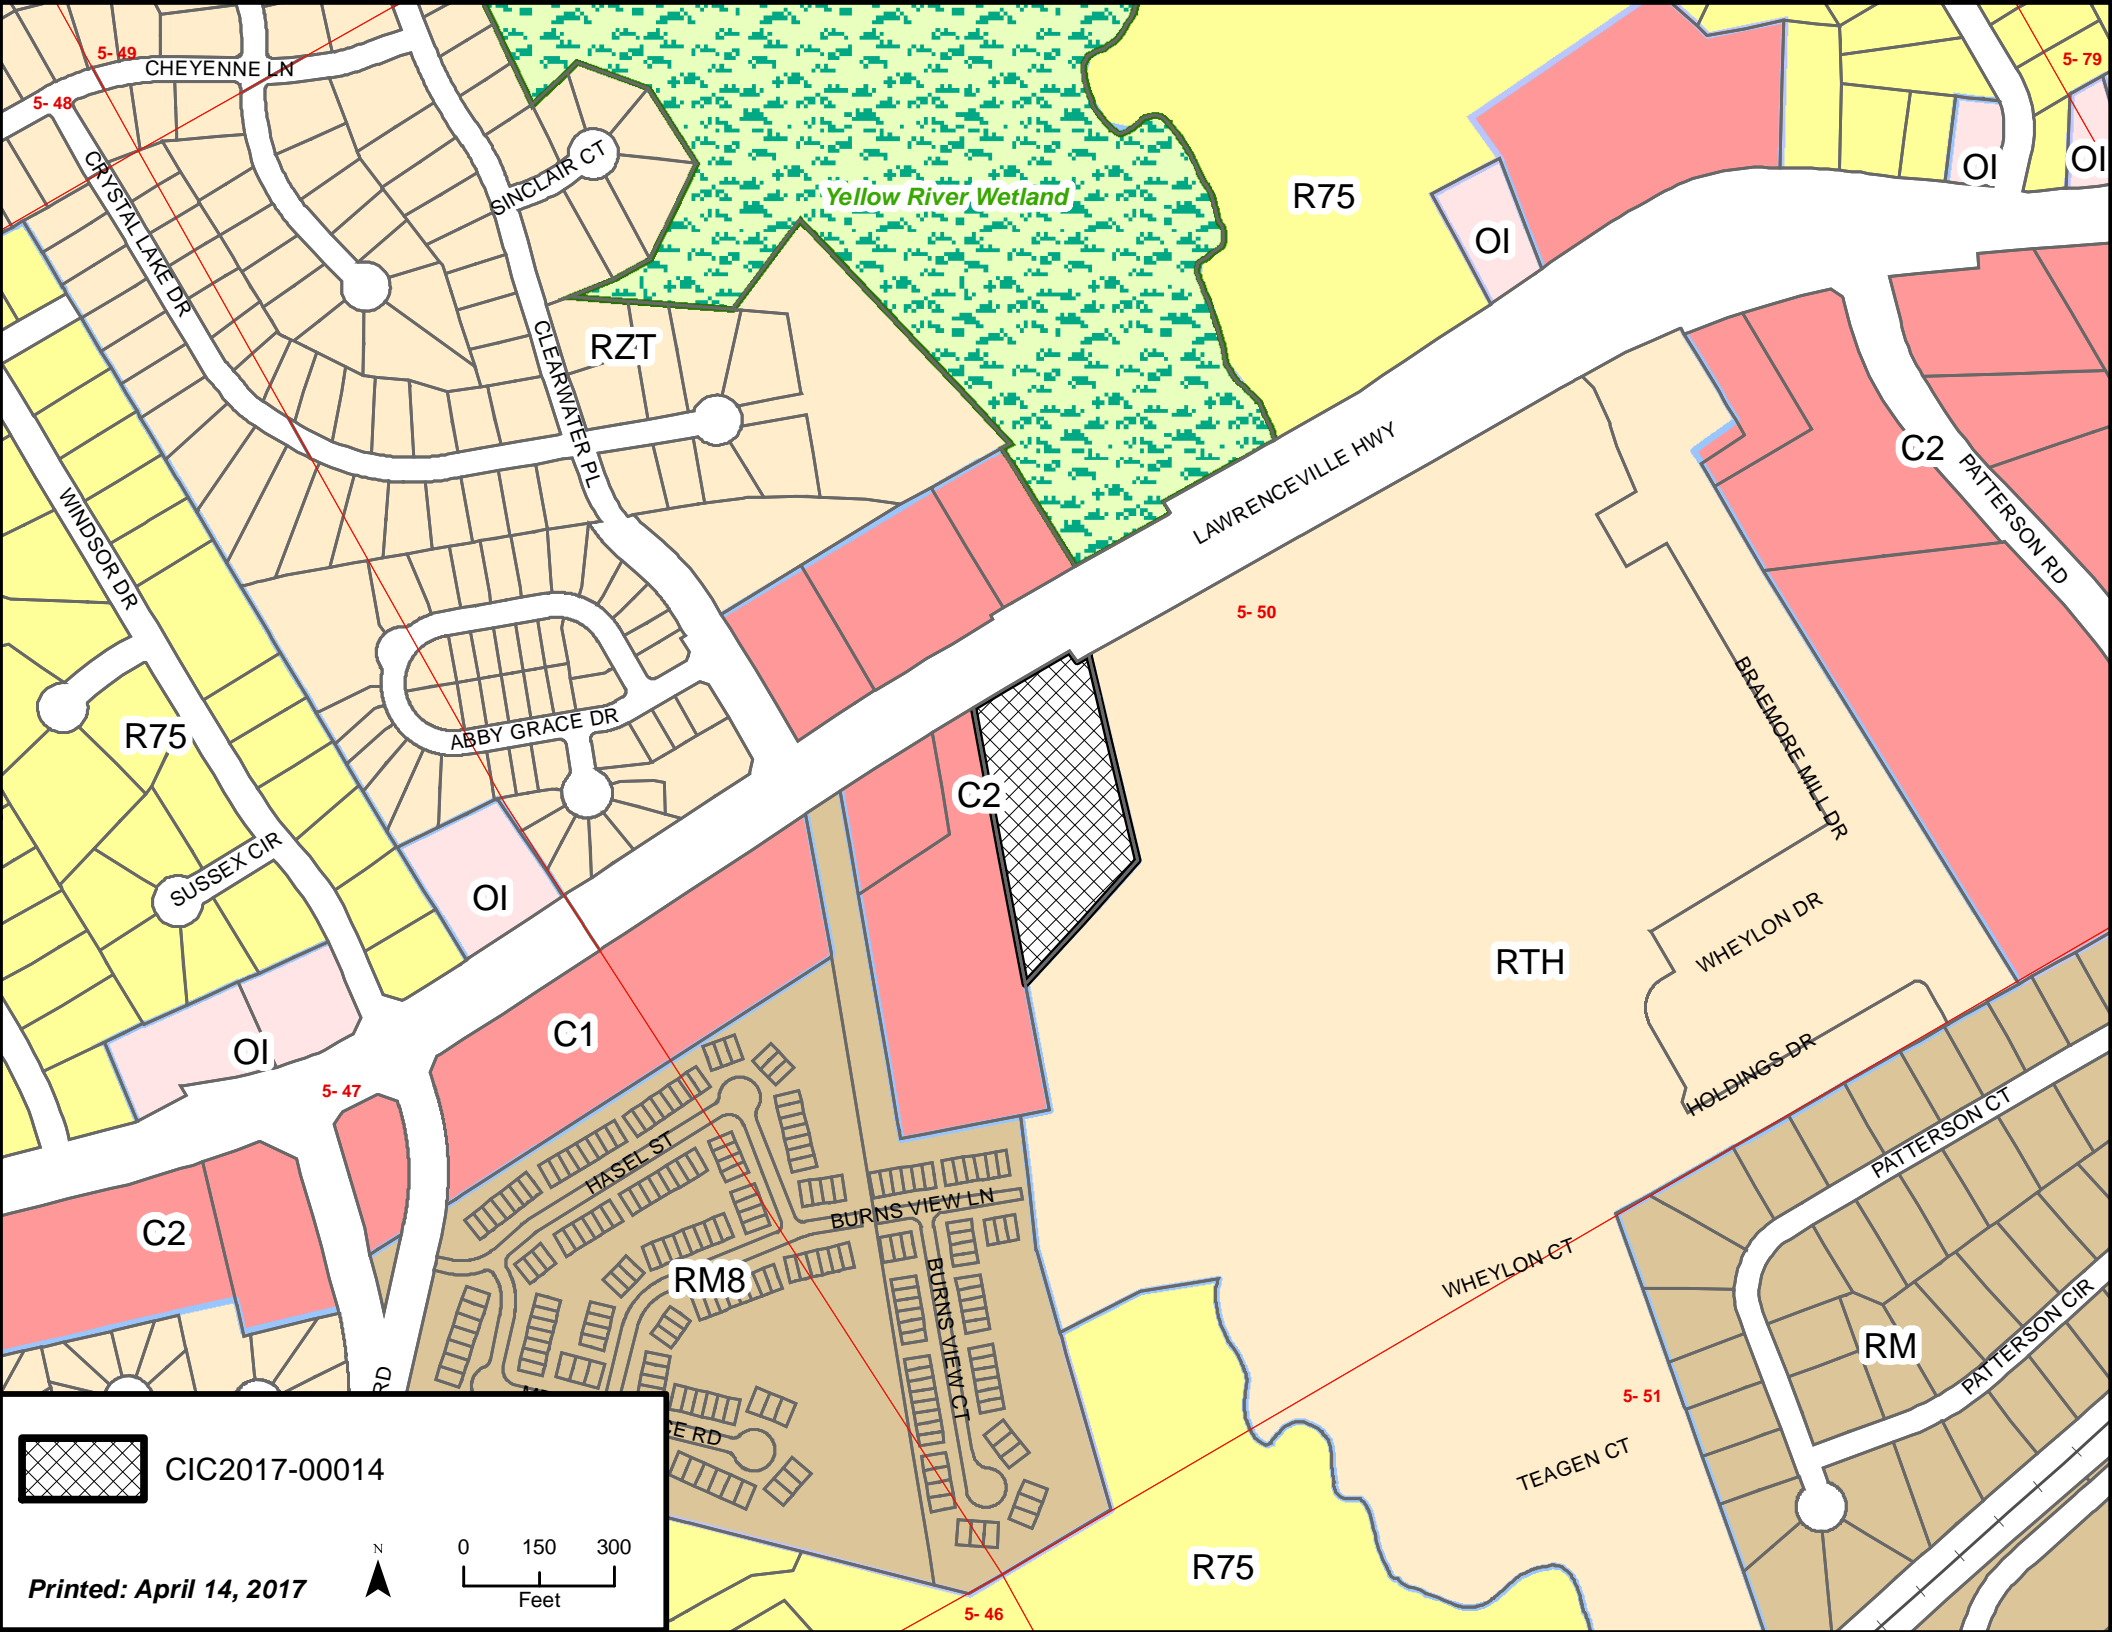 5- 49
CHEYENNE LN
5- 48
5- 79
CRYSTAL LAKE DR
SINCLAIR CT
Yellow River Wetland
R75
OI
OI
OI
RZT
CLEARWATER PL
LAWRENCEVILLE HWY
C2
PATTERSON RD
WINDSOR DR
5- 50
BRAEMORE MILL DR
R75
ABBY GRACE DR
C2
SUSSEX CIR
OI
WHEYLON DR
RTH
C1
OI
HOLDINGS DR
5- 47
PATTERSON CT
HASEL ST
BURNS VIEW LN
C2
WHEYLON CT
RM8
BURNS VIEW CT
RM
PATTERSON CIR
RD
5- 51
CE RD
TEAGEN CT
CIC2017-00014
N
0 150 300
Feet
Printed: April 14, 2017
R75
5- 46